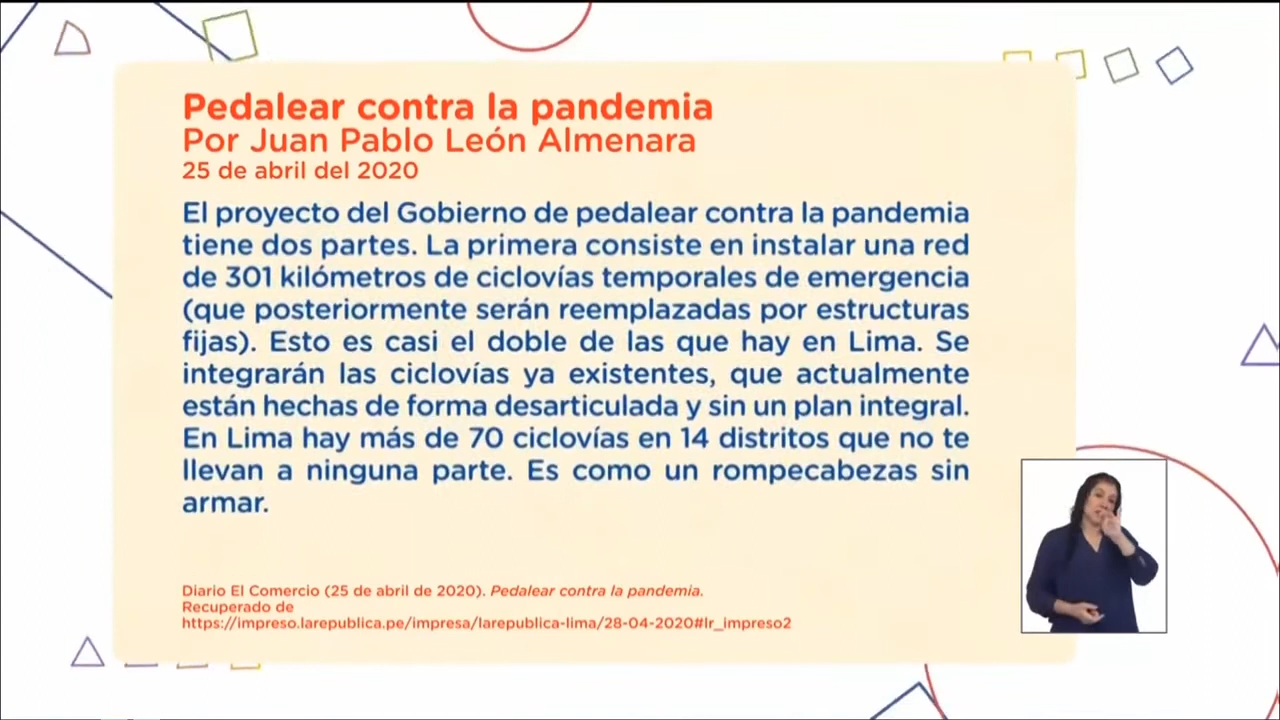 Pedalear contra la pandemia
Por Juan Pablo León Almenara
25 de abril del 2020
El proyecto del Gobierno de pedalear contra la pandemia
tiene dos partes. La primera consiste en instalar una red
de 301 kilómetros de ciclovías temporales de emergencia
(que posteriormente serán reemplazadas por estructuras
fijas). Esto es casi el doble de las que hay en Lima. Se
integrarán las ciclovías ya existentes, que actualmente
están hechas de forma desarticulada y sin un plan integral.
En Lima hay más de 70 ciclovías en 14 distritos que no te
llevan a ninguna parte. Es como un rompecabezas sin
armar.
Diario El Comercio (25 de abril de 2020). Pedalear contra la pandemia.
Recuperado de
https://impreso.larepublica.pe/impresa/larepublica-lima/28-04-2020#lr_impreso2